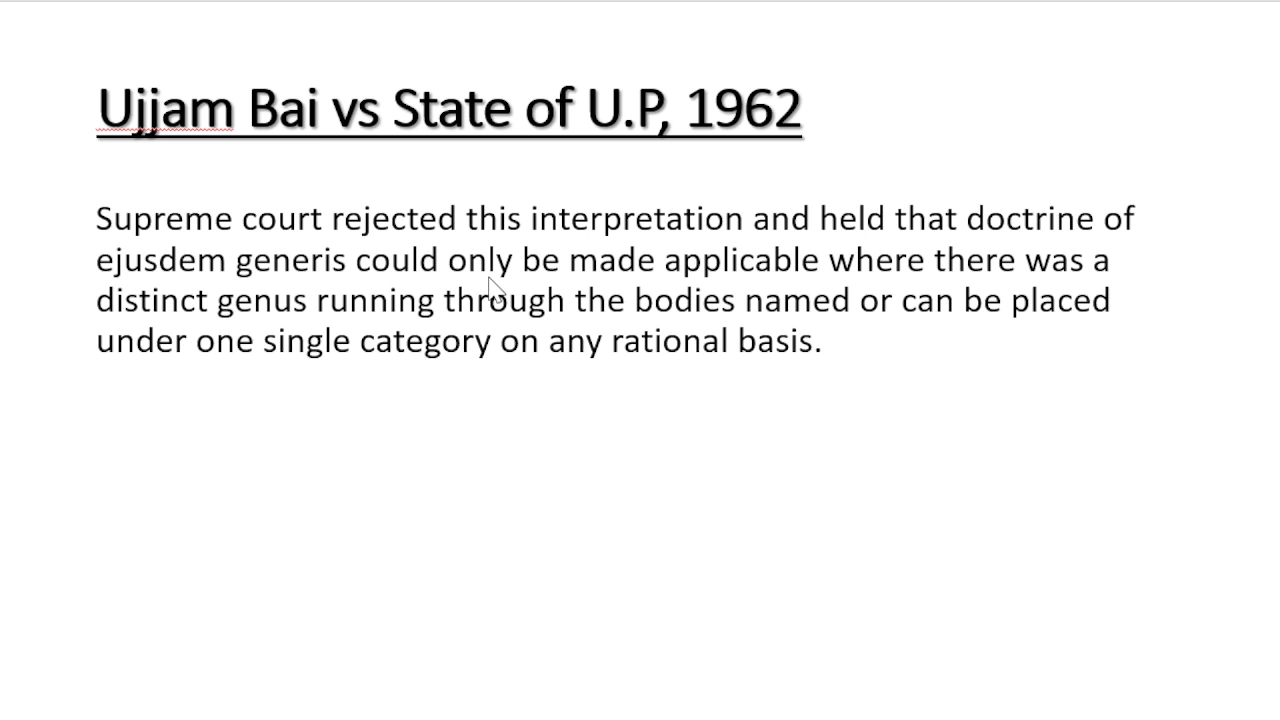 Ujjam Bai vs State of U.P, 1962
Supreme court rejected this interpretation and held that doctrine of
ejusdem generis could only be made applicable where there was a
distinct genus running through the bodies named or can be placed
under one single category on any rational basis.